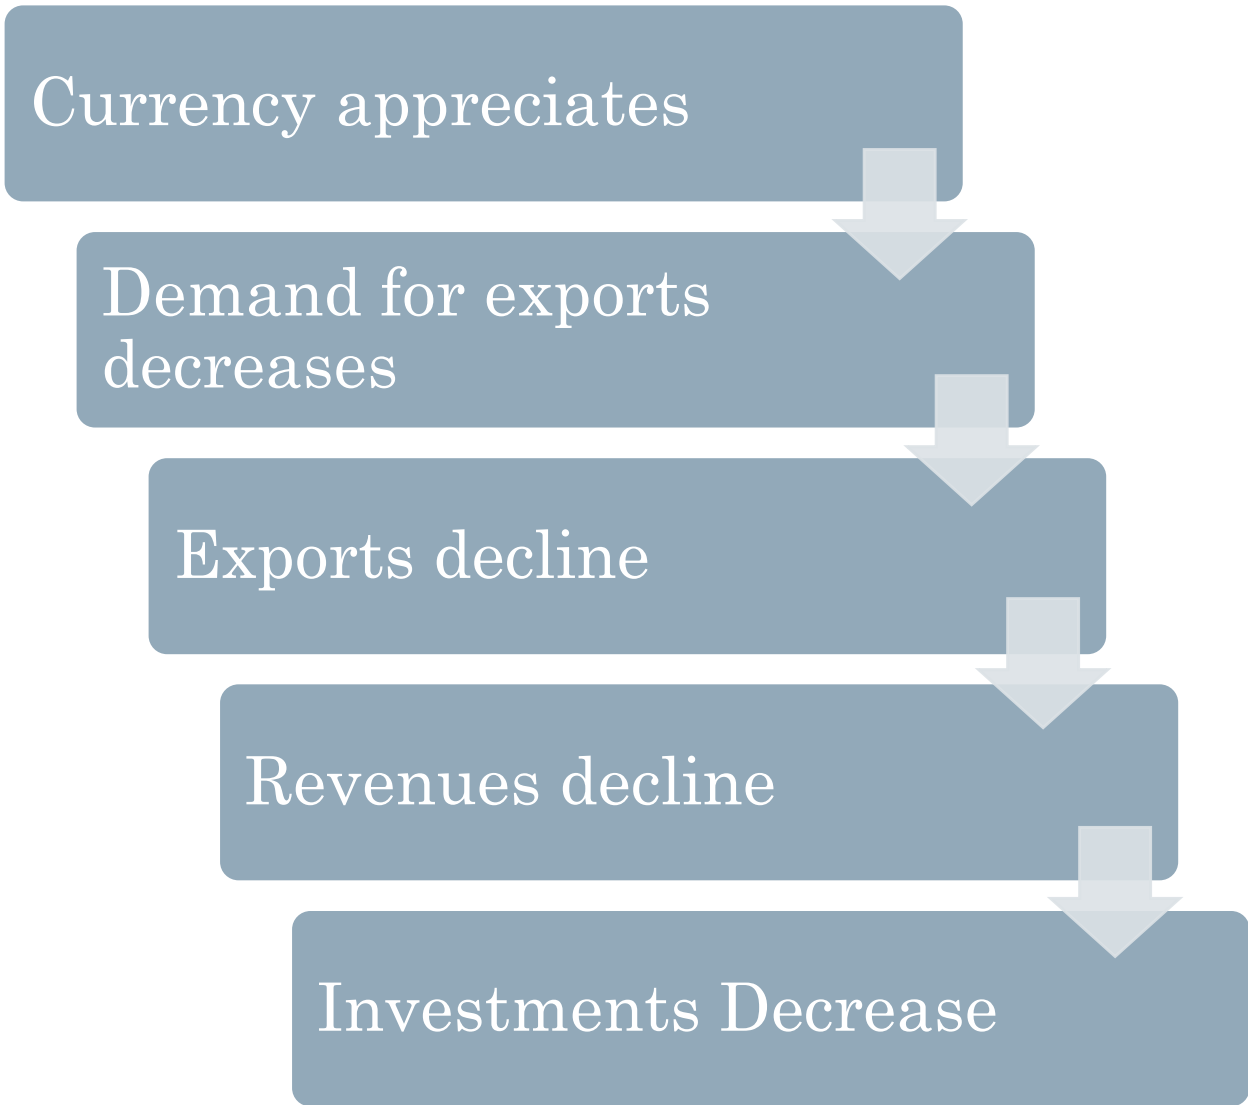 Currency appreciates
Demand for exports
decreases
Exports decline
Revenues decline
Investments Decrease